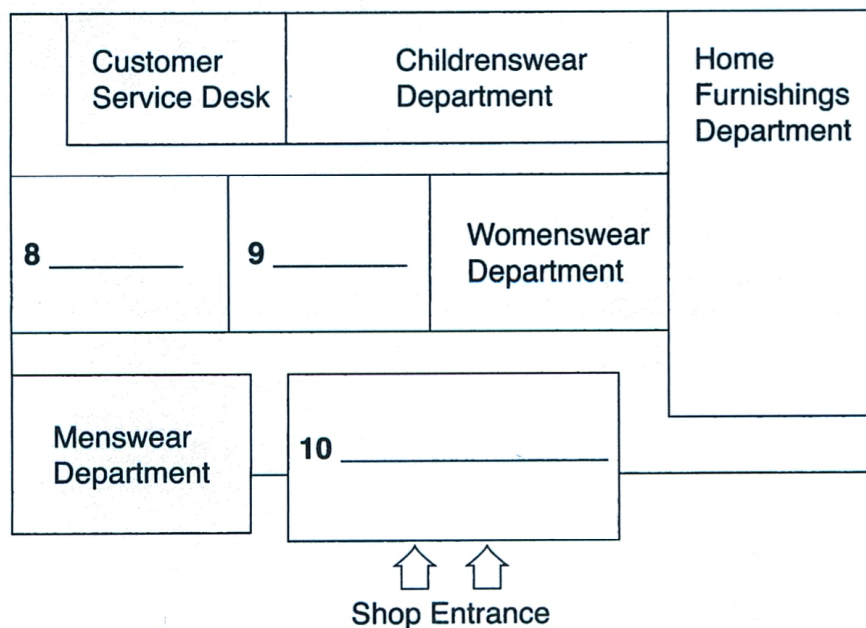 Customer
Service Desk
Childrenswear
Department
Home
Furnishings
Department
8 ________
9 ________
Womenswear
Department
Menswear
Department
10 ________________
Shop Entrance